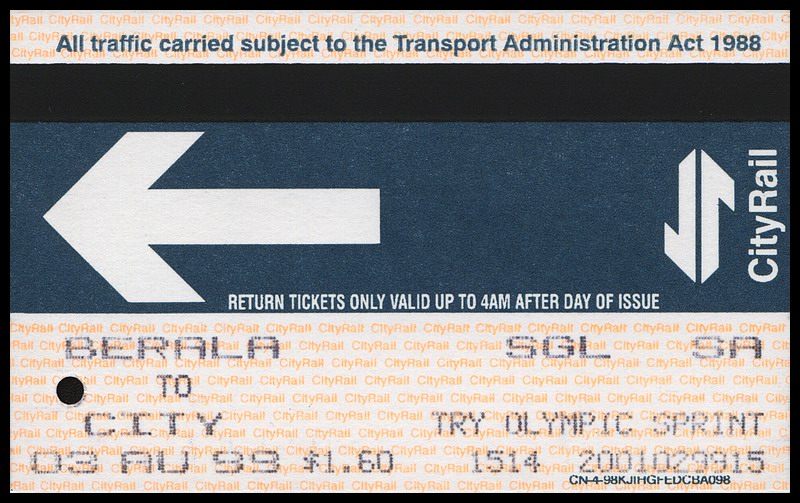 All traffic carried subject to the Transport Administration Act 1988
CityRail
RETURN TICKETS ONLY VALID UP TO 4AM AFTER DAY OF ISSUE
BERALA SGL SA
TO
CITY TRY OLYMPIC SPRINT
03 AU 99 $1.60 1514 2001020915
CN-4-98KJIHGFEDCBA098